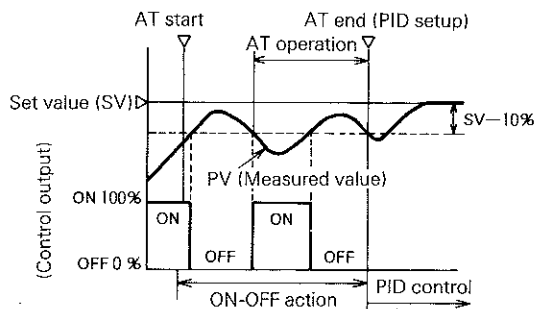 AT start
AT end (PID setup)
AT operation
Set value (SV)
SV-10%
PV (Measured value)
ON 100%
ON
ON
(Control output)
OFF
OFF
OFF 0 %
PID control
ON-OFF action